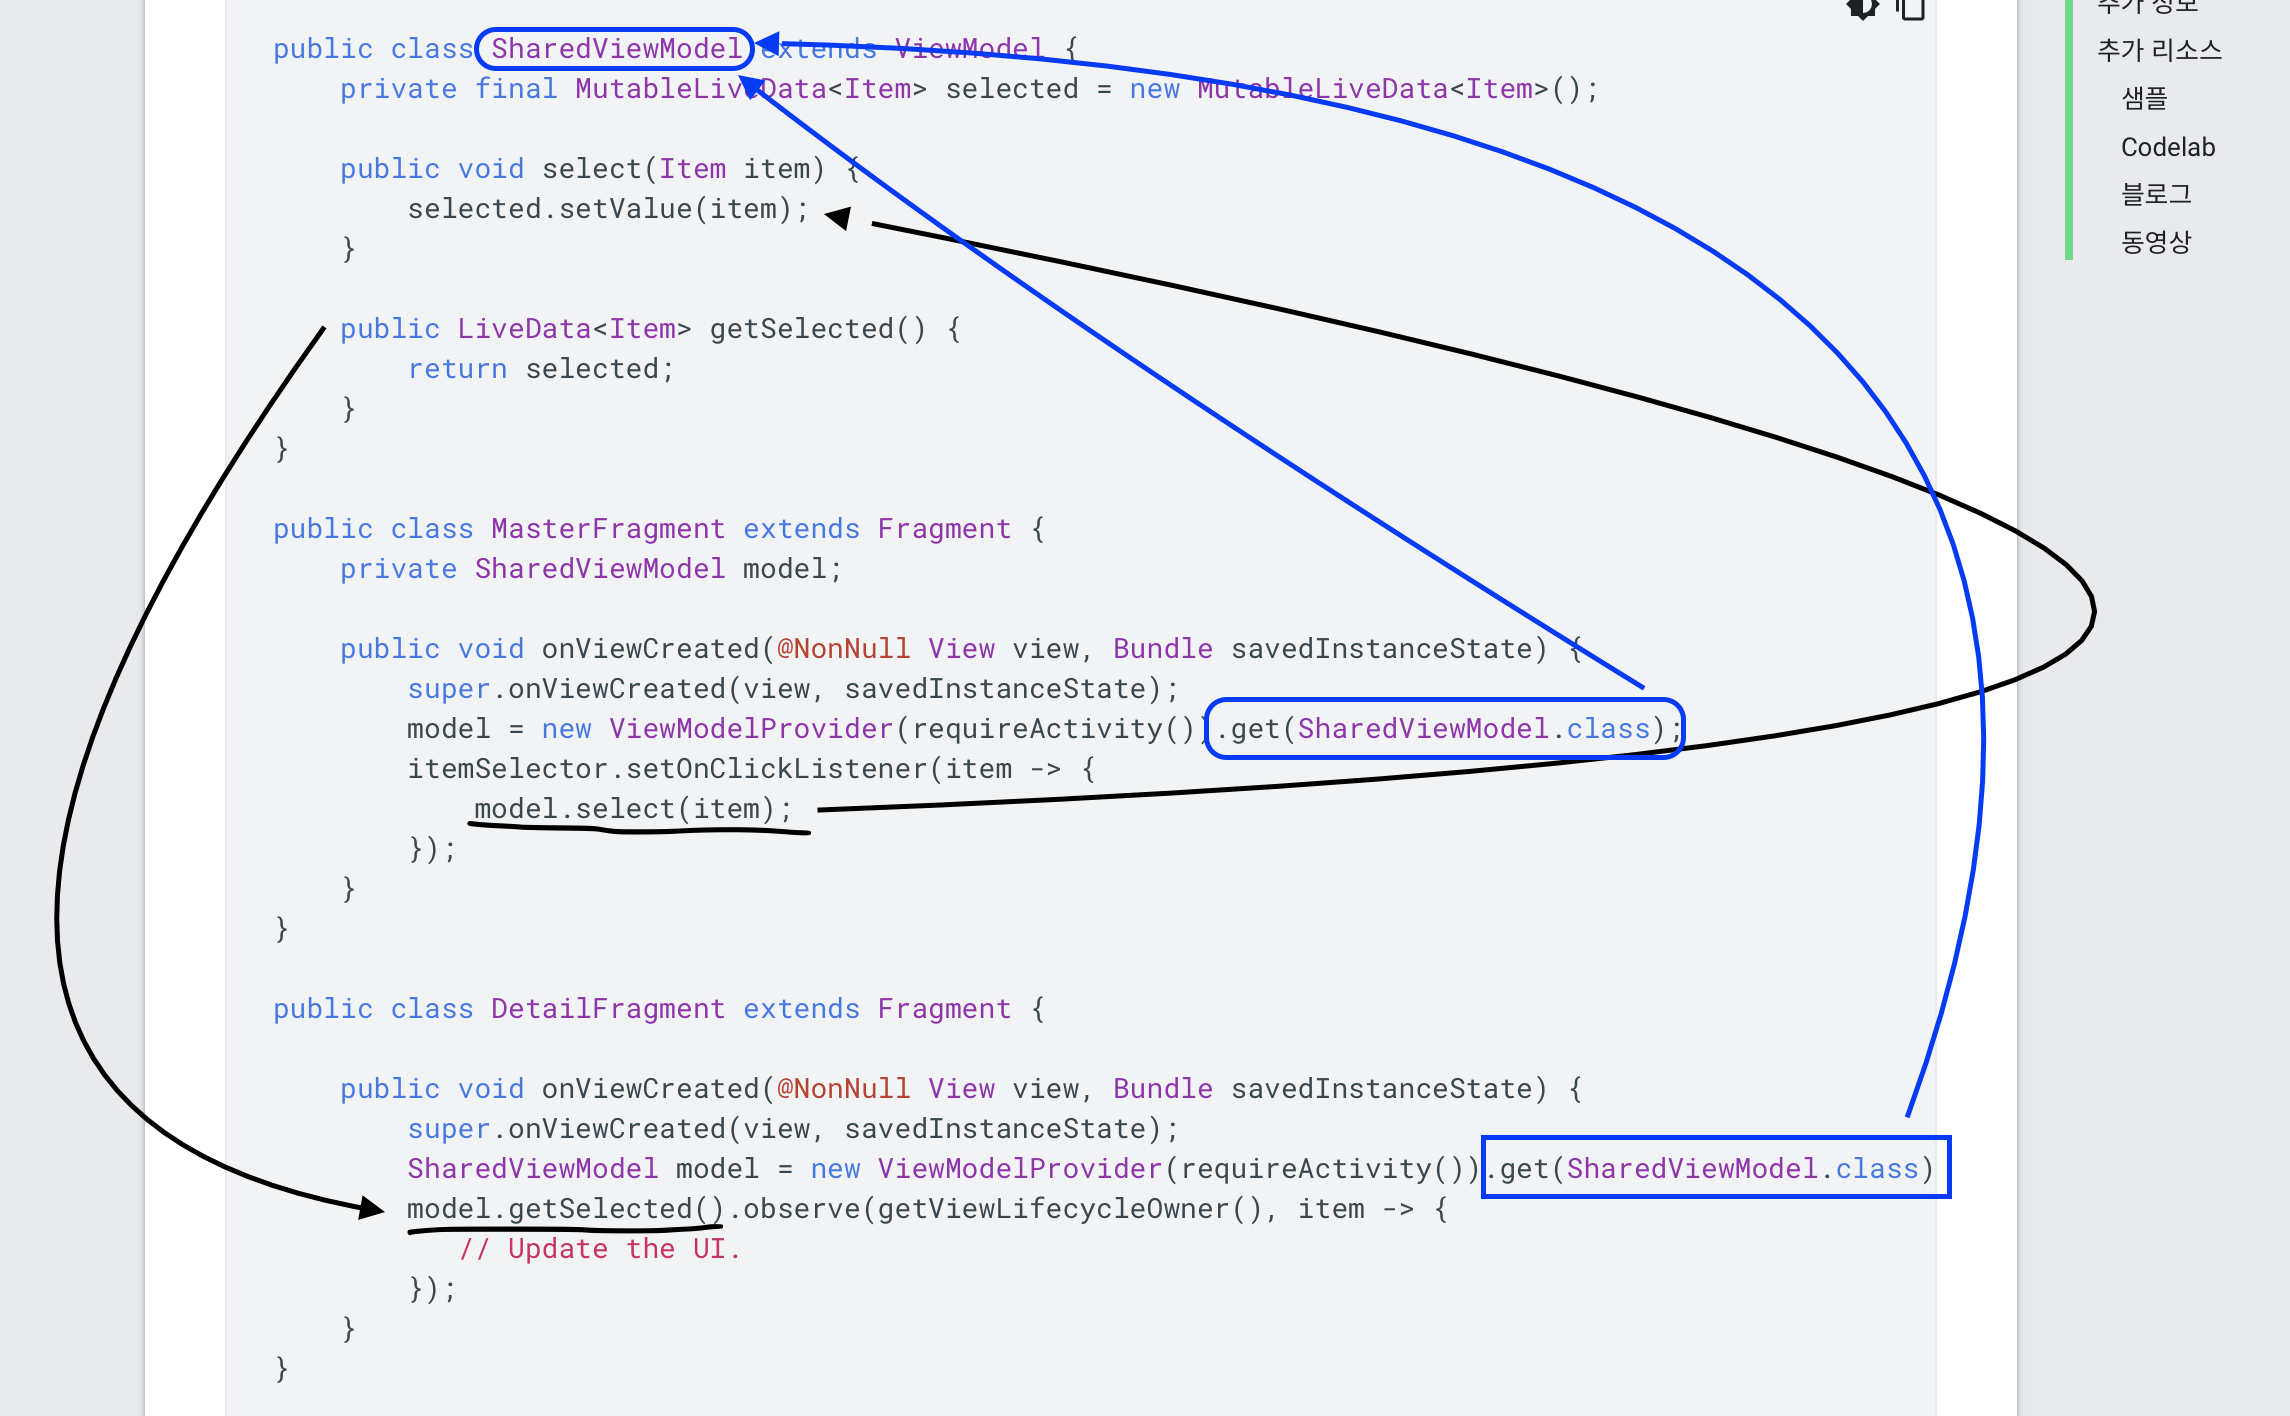 public class SharedViewModel extends ViewModel {
    private final MutableLiveData<Item> selected = new MutableLiveData<Item>();

    public void select(Item item) {
        selected.setValue(item);
    }

    public LiveData<Item> getSelected() {
        return selected;
    }
}

public class MasterFragment extends Fragment {
    private SharedViewModel model;

    public void onViewCreated(@NonNull View view, Bundle savedInstanceState) {
        super.onViewCreated(view, savedInstanceState);
        model = new ViewModelProvider(requireActivity()).get(SharedViewModel.class);
        itemSelector.setOnClickListener(item -> {
            model.select(item);
        });
    }
}

public class DetailFragment extends Fragment {

    public void onViewCreated(@NonNull View view, Bundle savedInstanceState) {
        super.onViewCreated(view, savedInstanceState);
        SharedViewModel model = new ViewModelProvider(requireActivity()).get(SharedViewModel.class)
        model.getSelected().observe(getViewLifecycleOwner(), item -> {
           // Update the UI.
        });
    }
}
추가 정보
추가 리소스
샘플
Codelab
블로그
동영상